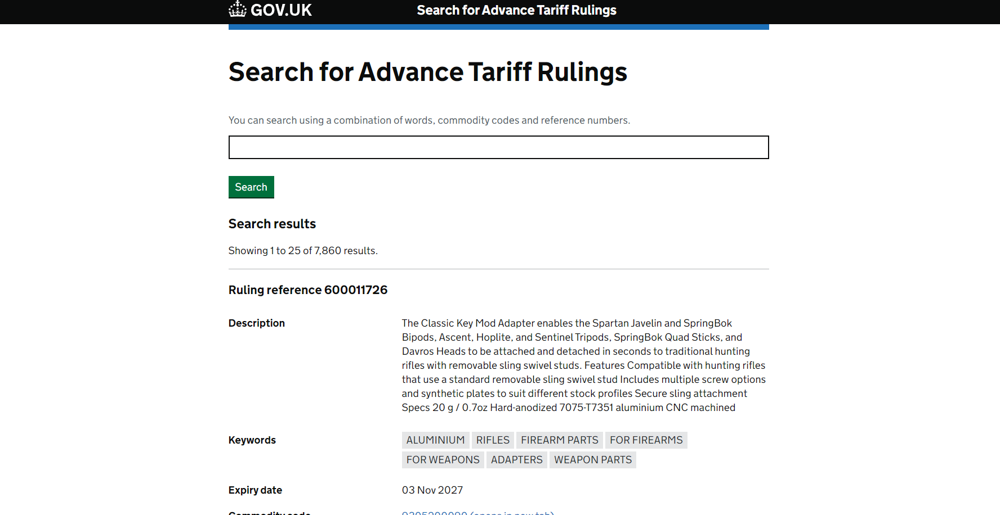 GOV.UK
Search for Advance Tariff Rulings
Search for Advance Tariff Rulings
You can search using a combination of words, commodity codes and reference numbers.
Search
Search results
Showing 1 to 25 of 7,860 results.
Ruling reference 600011726
Description
The Classic Key Mod Adapter enables the Spartan Javelin and SpringBok
Bipods, Ascent, Hoplite, and Sentinel Tripods, SpringBok Quad Sticks, and
Davros Heads to be attached and detached in seconds to traditional hunting
rifles with removable sling swivel studs. Features Compatible with hunting rifles
that use a standard removable sling swivel stud Includes multiple screw options
and synthetic plates to suit different stock profiles Secure sling attachment
Specs 20 g / 0.7oz Hard-anodized 7075-T7351 aluminium CNC machined
Keywords
ALUMINIUM RIFLES FIREARM PARTS FOR FIREARMS
FOR WEAPONS ADAPTERS WEAPON PARTS
Expiry date
03 Nov 2027
Commodity code
(opens in new tab)